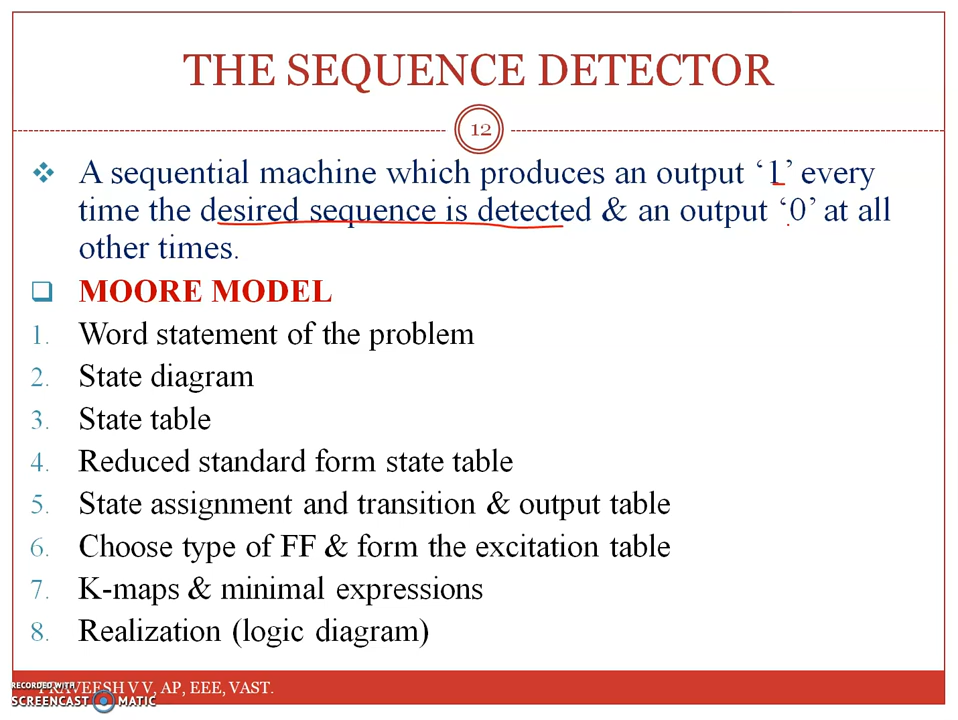 THE SEQUENCE DETECTOR
12
❖ A sequential machine which produces an output ‘1’ every
time the desired sequence is detected & an output ‘0’ at all
other times.
❑ MOORE MODEL
1. Word statement of the problem
2. State diagram
3. State table
4. Reduced standard form state table
5. State assignment and transition & output table
6. Choose type of FF & form the excitation table
7. K-maps & minimal expressions
8. Realization (logic diagram)
PRAVEESH V V, AP, EEE, VAST.
RECORDED WITH
SCREENCAST MATIC